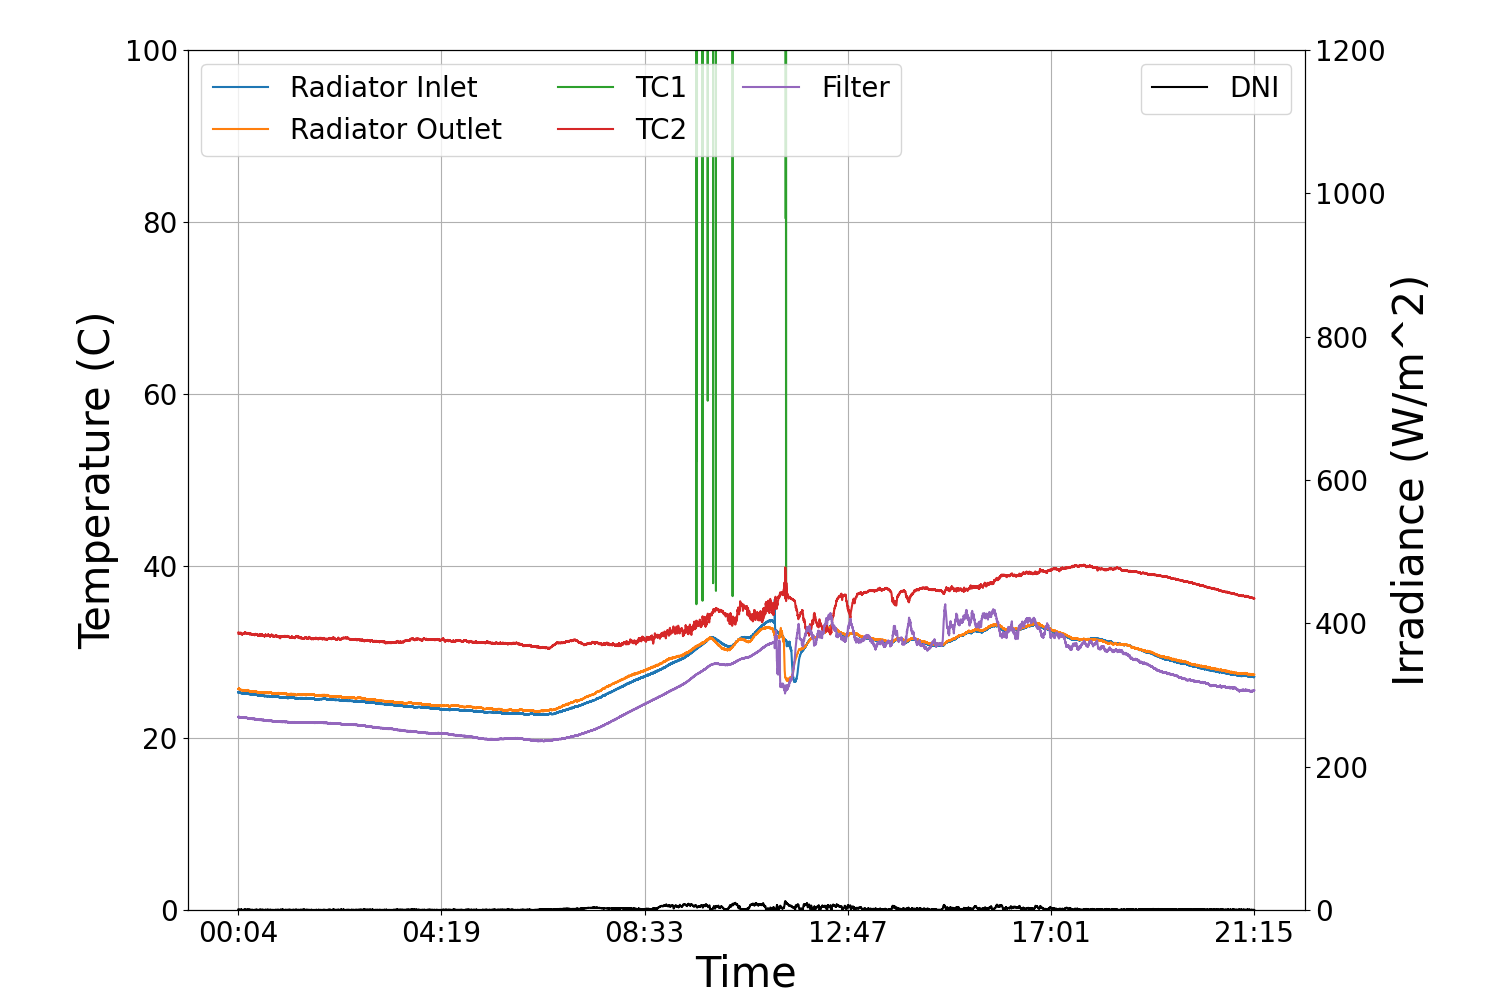 100
80
60
40
20
0
Temperature (C)
Radiator Inlet
Radiator Outlet
TC1
TC2
Filter
DNI
1200
1000
800
600
400
200
0
Irradiance (W/m^2)
00:04 04:19 08:33 12:47 17:01 21:15
Time